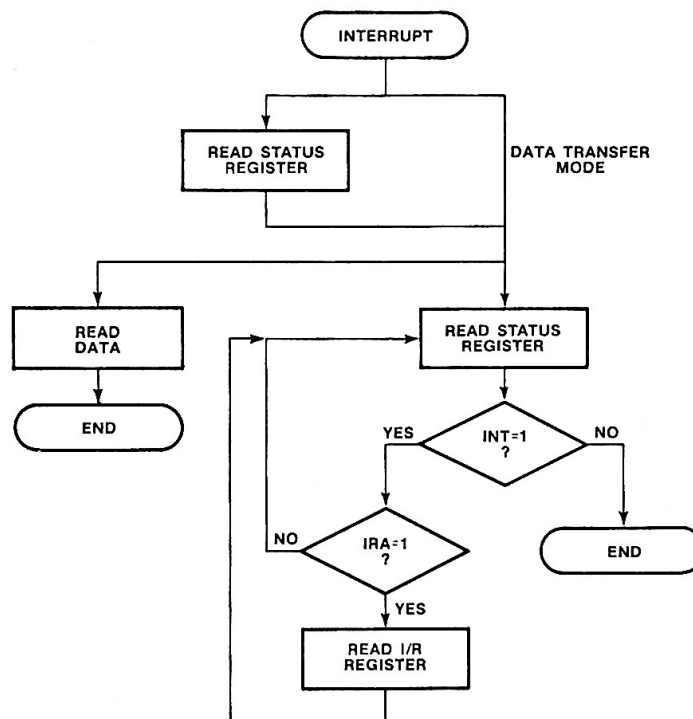 INTERRUPT
READ STATUS
REGISTER
DATA TRANSFER
MODE
READ
DATA
READ STATUS
REGISTER
END
YES
INT=1
?
NO
NO
IRA=1
?
END
YES
READ I/R
REGISTER